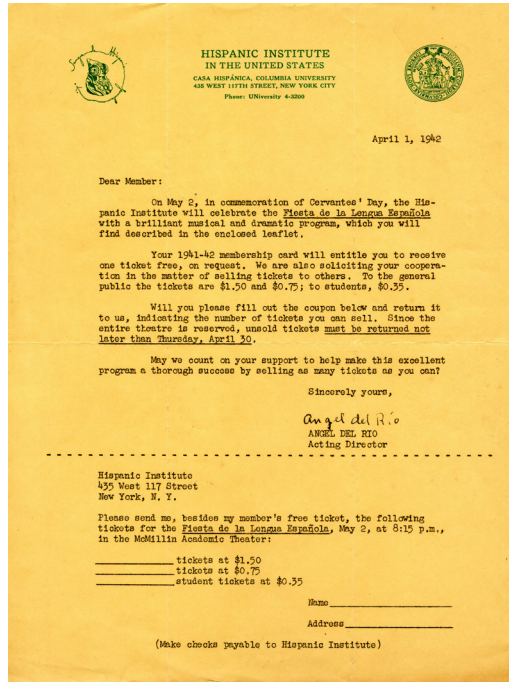 HISPANIC INSTITUTE
IN THE UNITED STATES
CASA HISPÁNICA, COLUMBIA UNIVERSITY
435 WEST 117TH STREET, NEW YORK CITY
Phone: UNiversity 4-3200
April 1, 1942
Dear Member:
On May 2, in commemoration of Cervantes' Day, the His-
panic Institute will celebrate the Fiesta de la Lengua Española
with a brilliant musical and dramatic program, which you will
find described in the enclosed leaflet.
Your 1941-42 membership card will entitle you to receive
one ticket free, on request. We are also soliciting your coopera-
tion in the matter of selling tickets to others. To the general
public the tickets are $1.50 and $0.75; to students, $0.35.
Will you please fill out the coupon below and return it
to us, indicating the number of tickets you can sell. Since the
entire theatre is reserved, unsold tickets must be returned not
later than Thursday, April 30.
May we count on your support to help make this excellent
program a thorough success by selling as many tickets as you can?
Sincerely yours,
Angel del Río
ANGEL DEL RIO
Acting Director
Hispanic Institute
435 West 117 Street
New York, N. Y.
Please send me, besides my member's free ticket, the following
tickets for the Fiesta de la Lengua Española, May 2, at 8:15 p.m.,
in the McMillin Academic Theater:
tickets at $1.50
tickets at $0.75
student tickets at $0.35
Name
Address
(Make checks payable to Hispanic Institute)